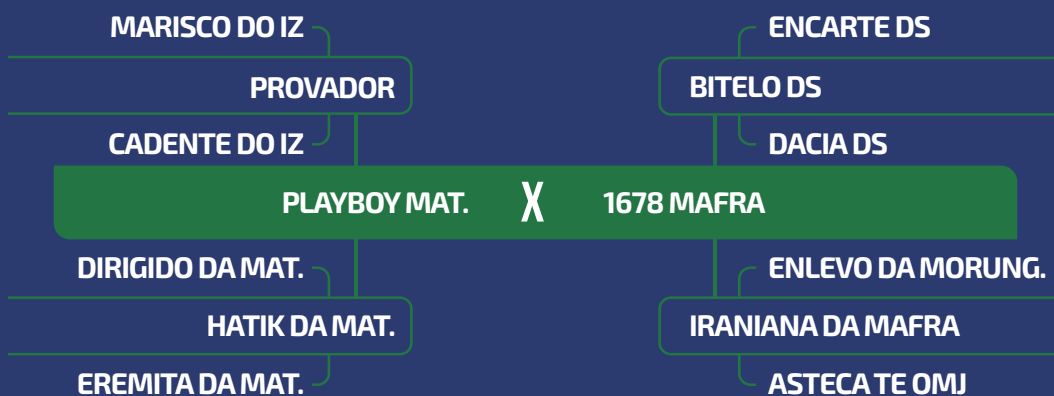 MARISCO DO IZ
ENCARTE DS
PROVADOR
BITELO DS
CADENTE DO IZ
DACIA DS
PLAYBOY MAT. X 1678 MAFRA
DIRIGIDO DA MAT.
ENLEVO DA MORUNG.
HATIK DA MAT.
IRANIANA DA MAFRA
EREMITA DA MAT.
ASTECA TE OMJ